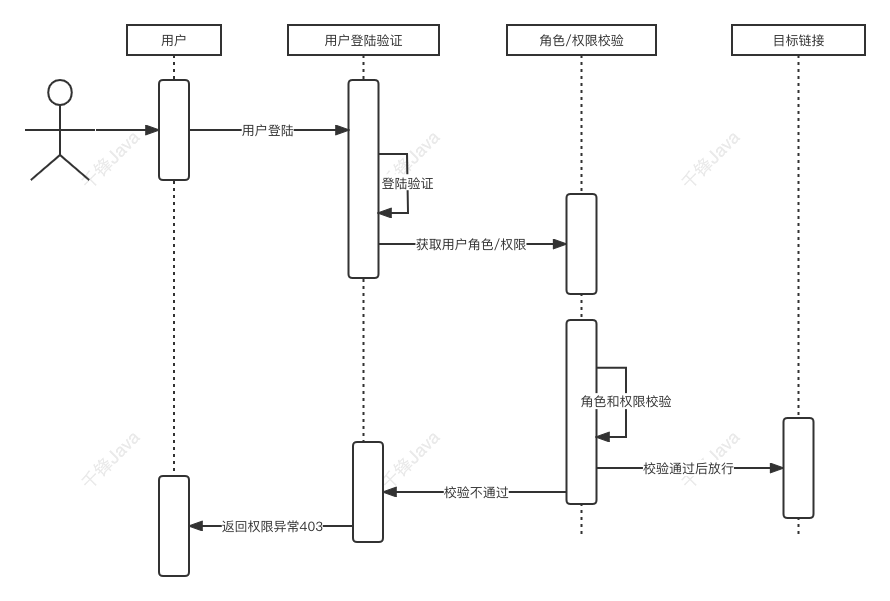 用户
用户登陆验证
角色/权限校验
目标链接
用户登陆
千锋Java
千锋Java
千锋Java
登陆验证
获取用户角色/权限
角色和权限校验
千锋Java
千锋Java
千锋Java
校验通过后放行
校验不通过
返回权限异常403